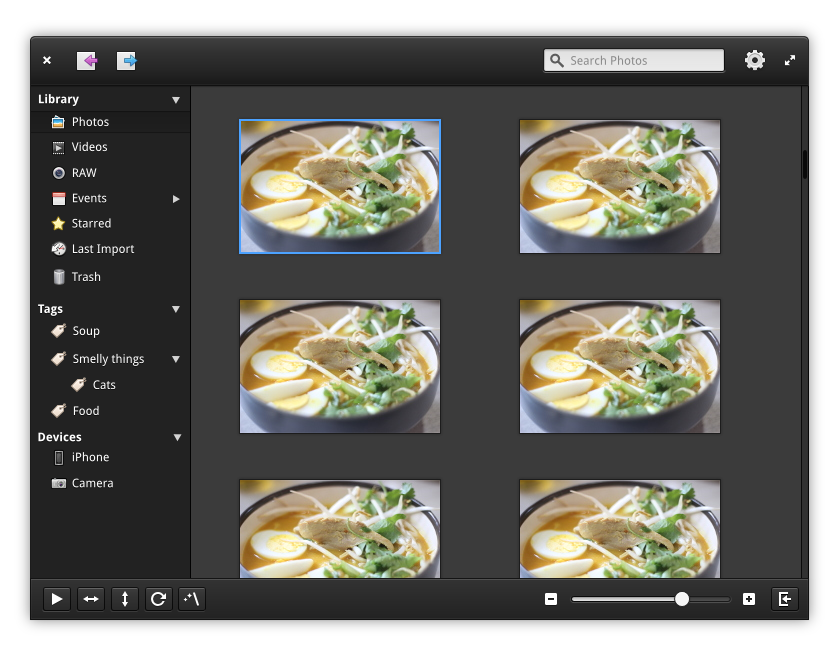 Search Photos
Library
Photos
Videos
RAW
Events
Starred
Last Import
Trash
Tags
Soup
Smelly things
Cats
Food
Devices
iPhone
Camera